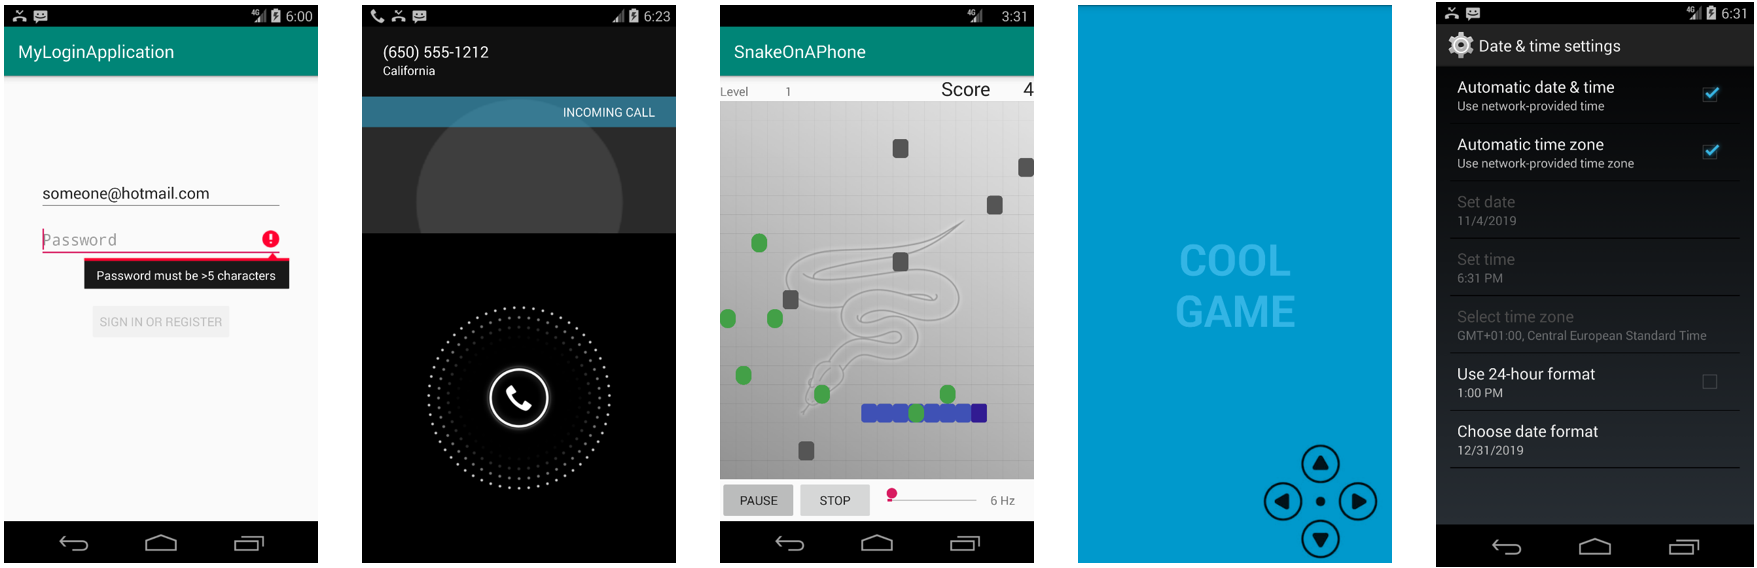 4G 6:00
MyLoginApplication
someone@hotmail.com
Password
Password must be >5 characters
SIGN IN OR REGISTER
6:23
(650) 555-1212
California
INCOMING CALL
4G 3:31
SnakeOnAPhone
Level 1 Score 4
PAUSE STOP 6 Hz
COOL
GAME
4G 6:31
Date & time settings
Automatic date & time
Use network-provided time
Automatic time zone
Use network-provided time zone
Set date
11/4/2019
Set time
6:31 PM
Select time zone
GMT+01:00, Central European Standard Time
Use 24-hour format
1:00 PM
Choose date format
12/31/2019